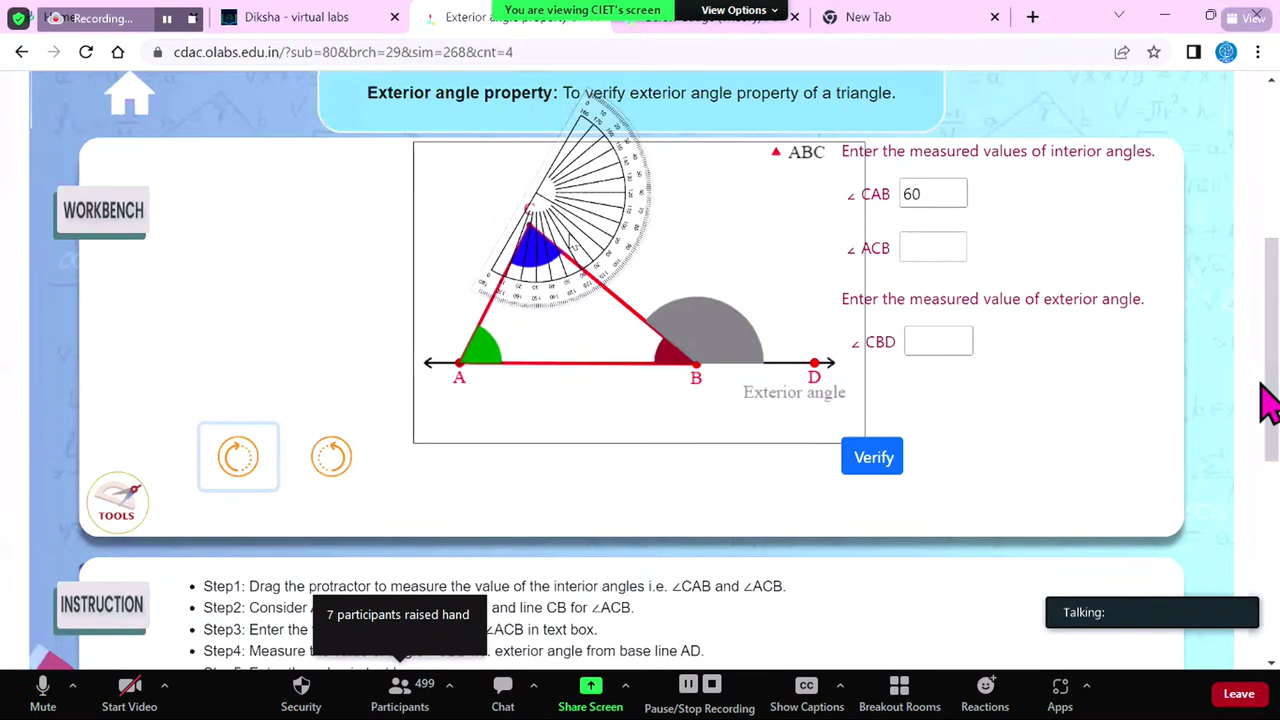 Recording...
Diksha - virtual labs
Exterior angle property
You are viewing CIET's screen
View Options
New Tab
View
cdac.olabs.edu.in/?sub=80&brch=29&sim=268&cnt=4
Exterior angle property: To verify exterior angle property of a triangle.
WORKBENCH
ABC
Enter the measured values of interior angles.
∠ CAB 60
∠ ACB
C
Enter the measured value of exterior angle.
∠ CBD
A
B
D
Exterior angle
Verify
TOOLS
INSTRUCTION
Step1: Drag the protractor to measure the value of the interior angles i.e. ∠CAB and ∠ACB.
Step2: Consider and line CB for ∠ACB.
Step3: Enter the ∠ACB in text box.
Step4: Measure exterior angle from base line AD.
7 participants raised hand
Talking:
Mute
Start Video
Security
499
Participants
Chat
Share Screen
Pause/Stop Recording
CC
Show Captions
Breakout Rooms
Reactions
Apps
Leave